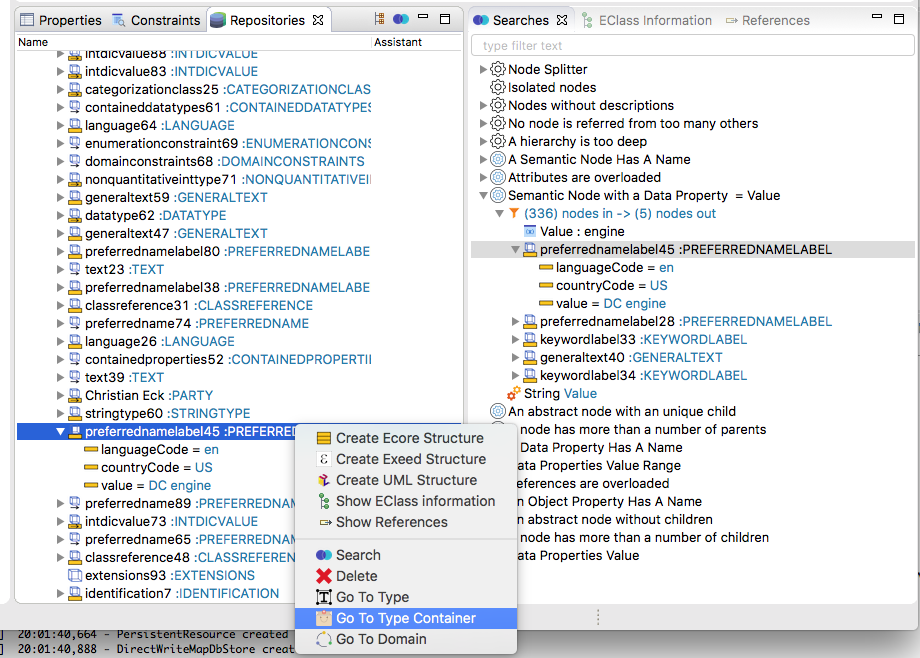 Properties Constraints Repositories
Name Assistant
intdicvalue88 :INTDICVALUE
intdicvalue83 :INTDICVALUE
categorizationclass25 :CATEGORIZATIONCLAS
containeddatatypes61 :CONTAINEDDATATYPES
language64 :LANGUAGE
enumerationconstraint69 :ENUMERATIONCONS
domainconstraints68 :DOMAINCONSTRAINTS
nonquantitativeinttype71 :NONQUANTITATIVEII
generaltext59 :GENERALTEXT
datatype62 :DATATYPE
generaltext47 :GENERALTEXT
preferrednamelabel80 :PREFERREDNAMELABE
text23 :TEXT
preferrednamelabel38 :PREFERREDNAMELABE
classreference31 :CLASSREFERENCE
preferredname74 :PREFERREDNAME
language26 :LANGUAGE
containedproperties52 :CONTAINEDPROPERTII
text39 :TEXT
Christian Eck :PARTY
stringtype60 :STRINGTYPE
preferrednamelabel45 :PREFERRED
languageCode = en
countryCode = US
value = DC engine
preferredname89 :PREFERREDNAM
intdicvalue73 :INTDICVALUE
preferredname65 :PREFERREDNAM
classreference48 :CLASSREFEREN
extensions93 :EXTENSIONS
identification7 :IDENTIFICATION
Create Ecore Structure
Create Exeed Structure
Create UML Structure
Show EClass information
Show References
Search
Delete
Go To Type
Go To Type Container
Go To Domain
Searches EClass Information References
type filter text
Node Splitter
Isolated nodes
Nodes without descriptions
No node is referred from too many others
A hierarchy is too deep
A Semantic Node Has A Name
Attributes are overloaded
Semantic Node with a Data Property = Value
(336) nodes in -> (5) nodes out
Value : engine
preferrednamelabel45 :PREFERREDNAMELABEL
languageCode = en
countryCode = US
value = DC engine
preferrednamelabel28 :PREFERREDNAMELABEL
keywordlabel33 :KEYWORDLABEL
generaltext40 :GENERALTEXT
keywordlabel34 :KEYWORDLABEL
String Value
An abstract node with an unique child
node has more than a number of parents
Data Property Has A Name
ata Properties Value Range
eferences are overloaded
n Object Property Has A Name
n abstract node without children
node has more than a number of children
ata Properties Value
20:01:40,664 - PersistentResource created
20:01:40,888 - DirectWriteMapDbStore creat